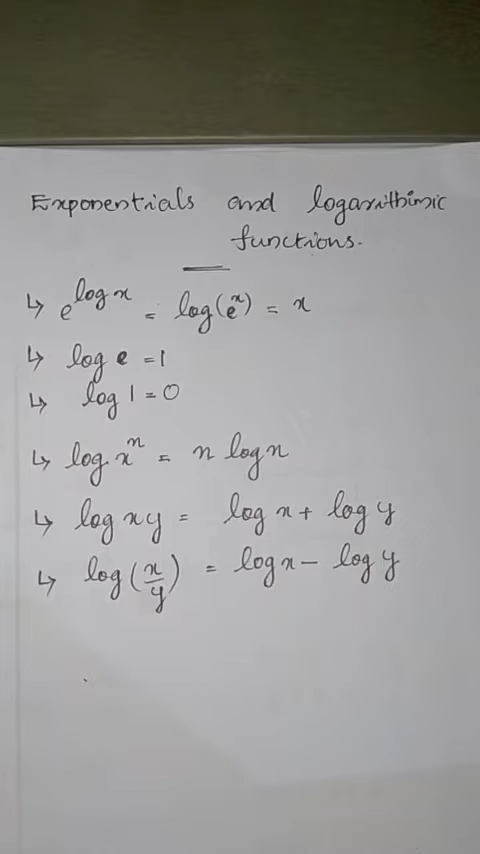 Exponentials and logarithimic
functions.
↳ e^{log x} = log(e^x) = x
↳ log e = 1
↳ log 1 = 0
↳ log x^n = n log x
↳ log xy = log x + log y
↳ log(x/y) = log x - log y